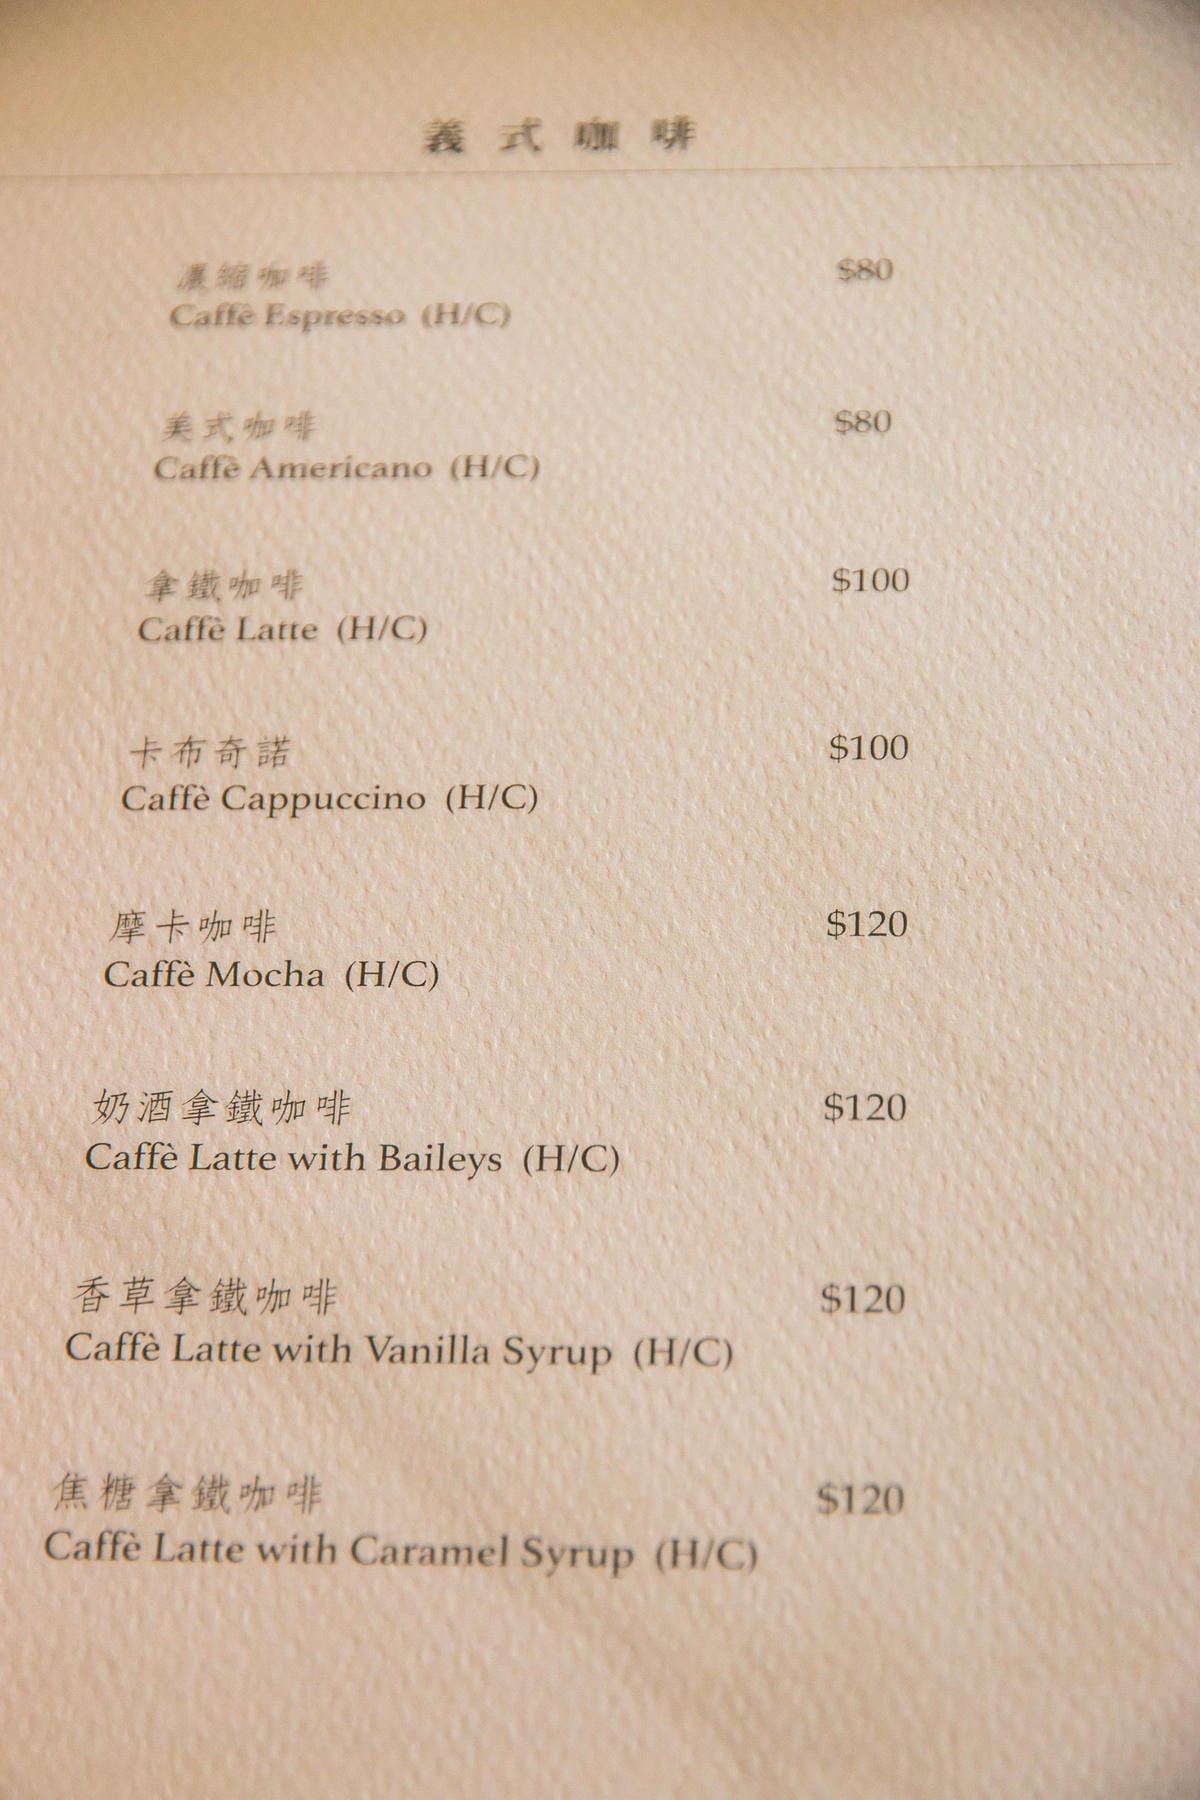 義式咖啡
濃縮咖啡 $80
Caffè Espresso (H/C)
美式咖啡 $80
Caffè Americano (H/C)
拿鐵咖啡 $100
Caffè Latte (H/C)
卡布奇諾 $100
Caffè Cappuccino (H/C)
摩卡咖啡 $120
Caffè Mocha (H/C)
奶酒拿鐵咖啡 $120
Caffè Latte with Baileys (H/C)
香草拿鐵咖啡 $120
Caffè Latte with Vanilla Syrup (H/C)
焦糖拿鐵咖啡 $120
Caffè Latte with Caramel Syrup (H/C)